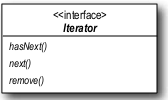 <<interface>>
Iterator
hasNext()
next()
remove()